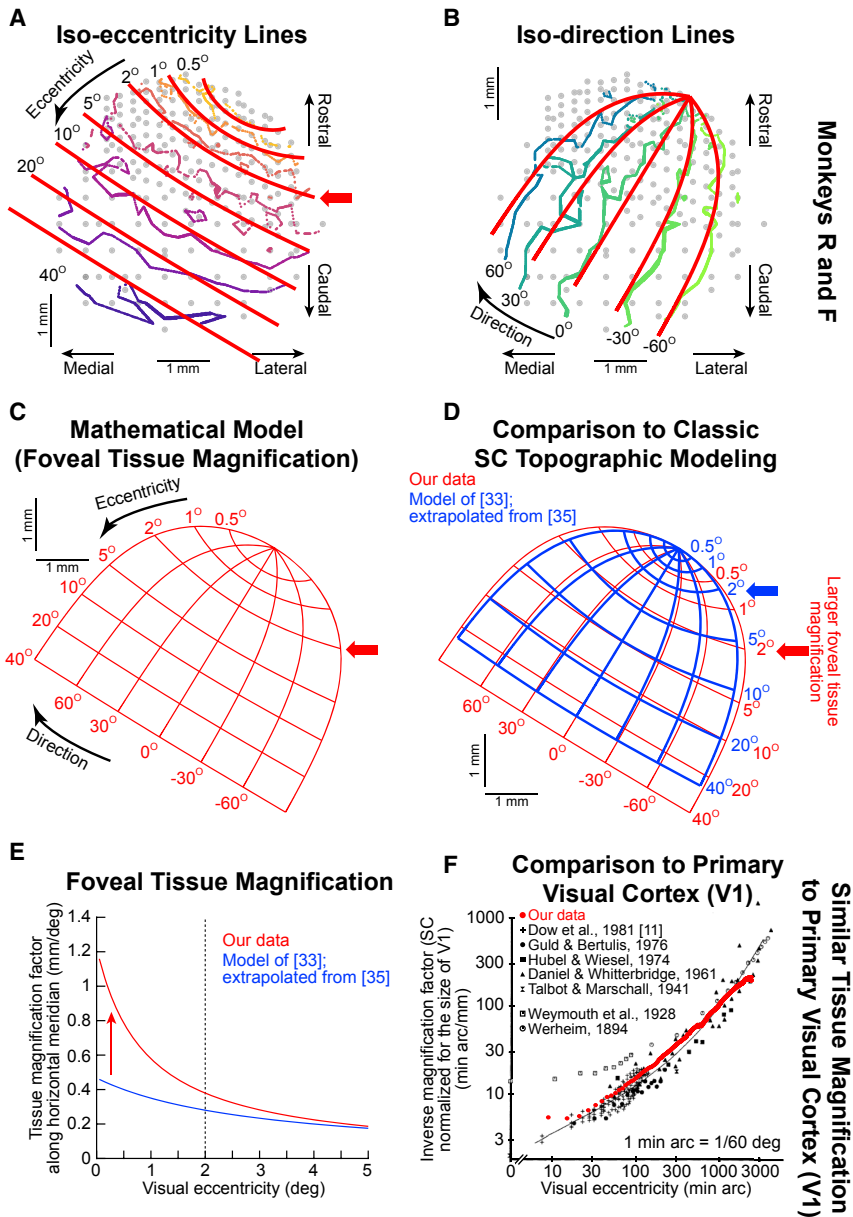 A
Iso-eccentricity Lines
Eccentricity
0.5°
1°
2°
5°
10°
20°
40°
Rostral
Caudal
1 mm
Medial
1 mm
Lateral
B
Iso-direction Lines
1 mm
Rostral
Caudal
60°
30°
0°
-30°
-60°
Direction
Medial
1 mm
Lateral
Monkeys R and F
C
Mathematical Model
(Foveal Tissue Magnification)
1 mm
1 mm
Eccentricity
0.5°
1°
2°
5°
10°
20°
40°
60°
30°
0°
-30°
-60°
Direction
D
Comparison to Classic
SC Topographic Modeling
Our data
Model of [33];
extrapolated from [35]
0.5°
1°
0.5°
2°
1°
5°
2°
10°
5°
20°
10°
40°
20°
40°
60°
30°
0°
-30°
-60°
1 mm
1 mm
Larger foveal tissue
magnification
E
Foveal Tissue Magnification
Our data
Model of [33];
extrapolated from [35]
Tissue magnification factor
along horizontal meridian (mm/deg)
1.4
1.2
1
0.8
0.6
0.4
0.2
0
0
1
2
3
4
5
Visual eccentricity (deg)
F
Comparison to Primary
Visual Cortex (V1)
Our data
Dow et al., 1981 [11]
Guld & Bertulis, 1976
Hubel & Wiesel, 1974
Daniel & Whitterbridge, 1961
Talbot & Marschall, 1941
Weymouth et al., 1928
Werheim, 1894
Inverse magnification factor (SC
normalized for the size of V1)
(min arc/mm)
1000
300
100
30
10
3
1 min arc = 1/60 deg
0
10
30
100
300
1000
3000
Visual eccentricity (min arc)
Similar Tissue Magnification
to Primary Visual Cortex (V1)